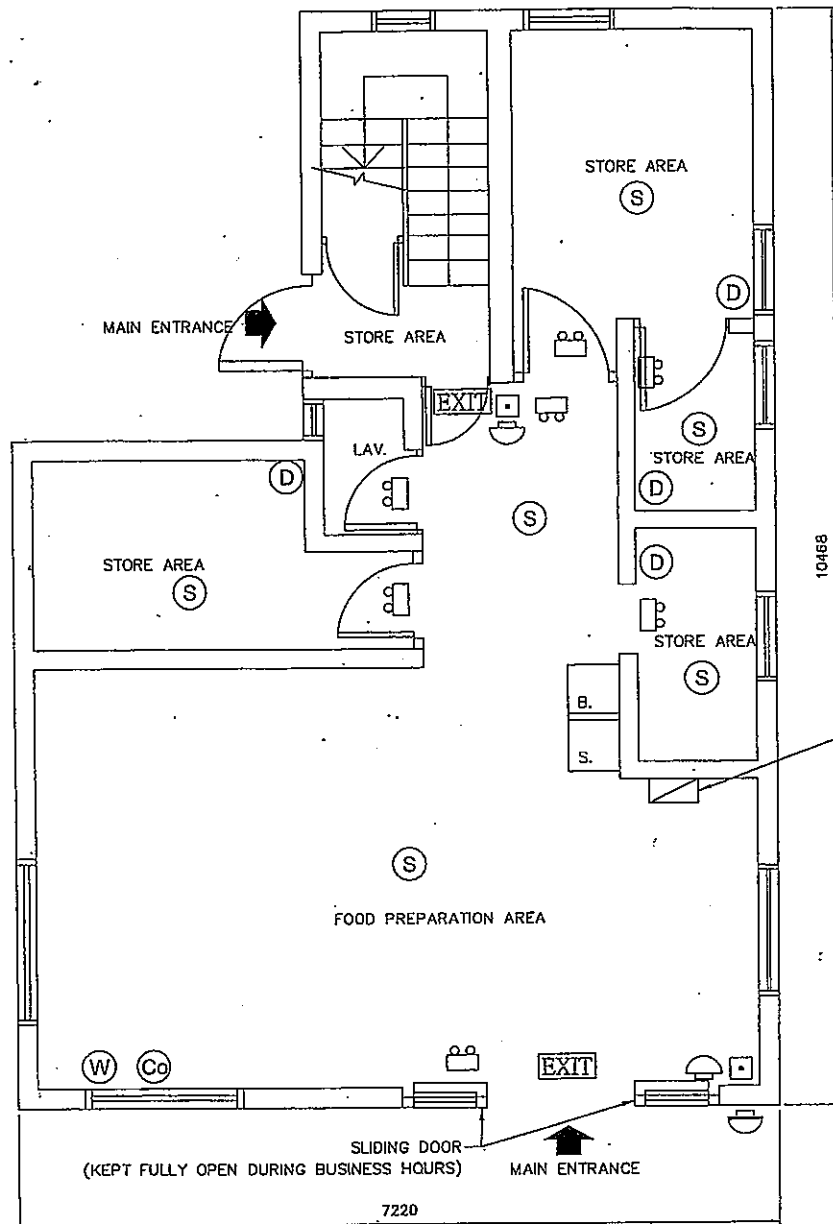 STORE AREA
S
D
MAIN ENTRANCE
STORE AREA
EXIT
LAV.
S
STORE AREA
D
D
S
D
STORE AREA
S
10468
STORE AREA
S
B.
S.
S
FOOD PREPARATION AREA
W
Co
EXIT
SLIDING DOOR
(KEPT FULLY OPEN DURING BUSINESS HOURS)
MAIN ENTRANCE
7220